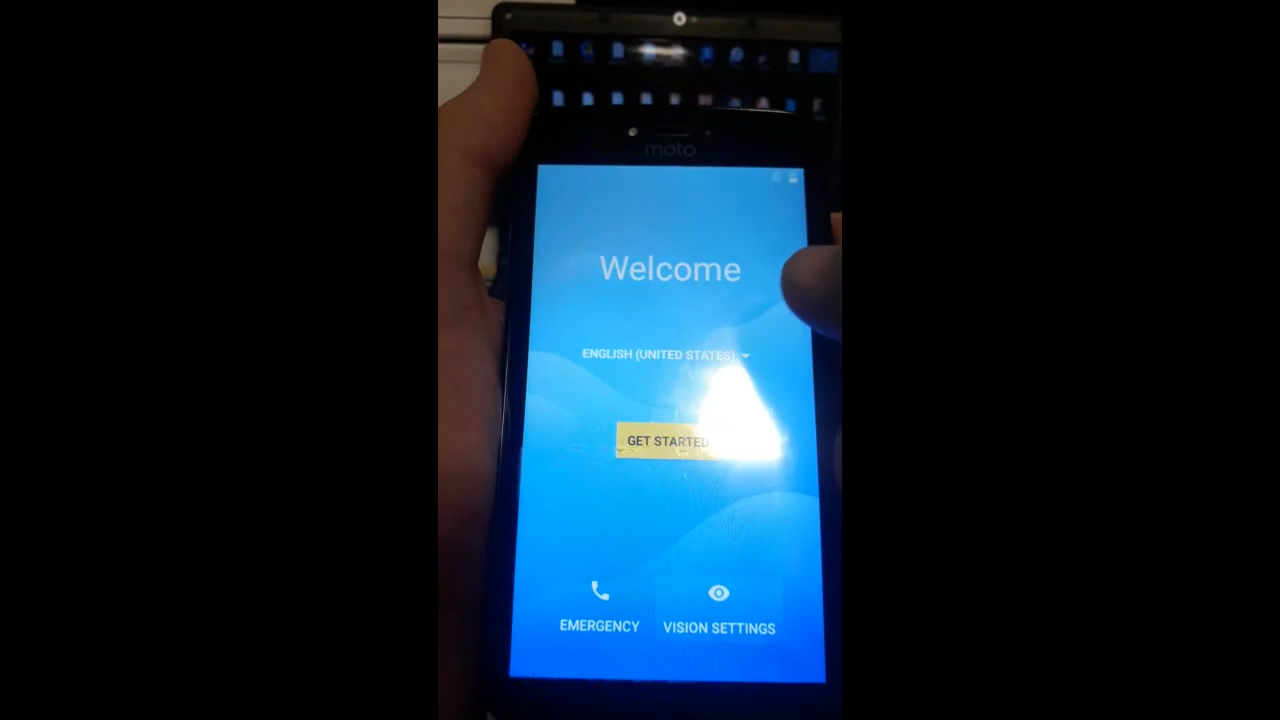 moto
Welcome
ENGLISH (UNITED STATES)
GET STARTED
EMERGENCY
VISION SETTINGS